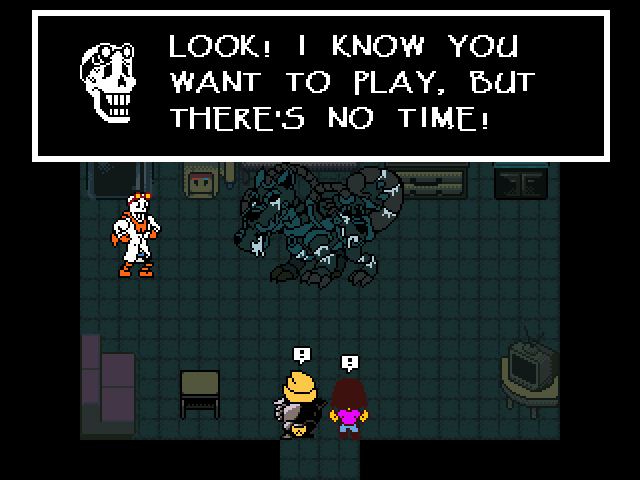 LOOK! I KNOW YOU
WANT TO PLAY, BUT
THERE'S NO TIME!
!
!